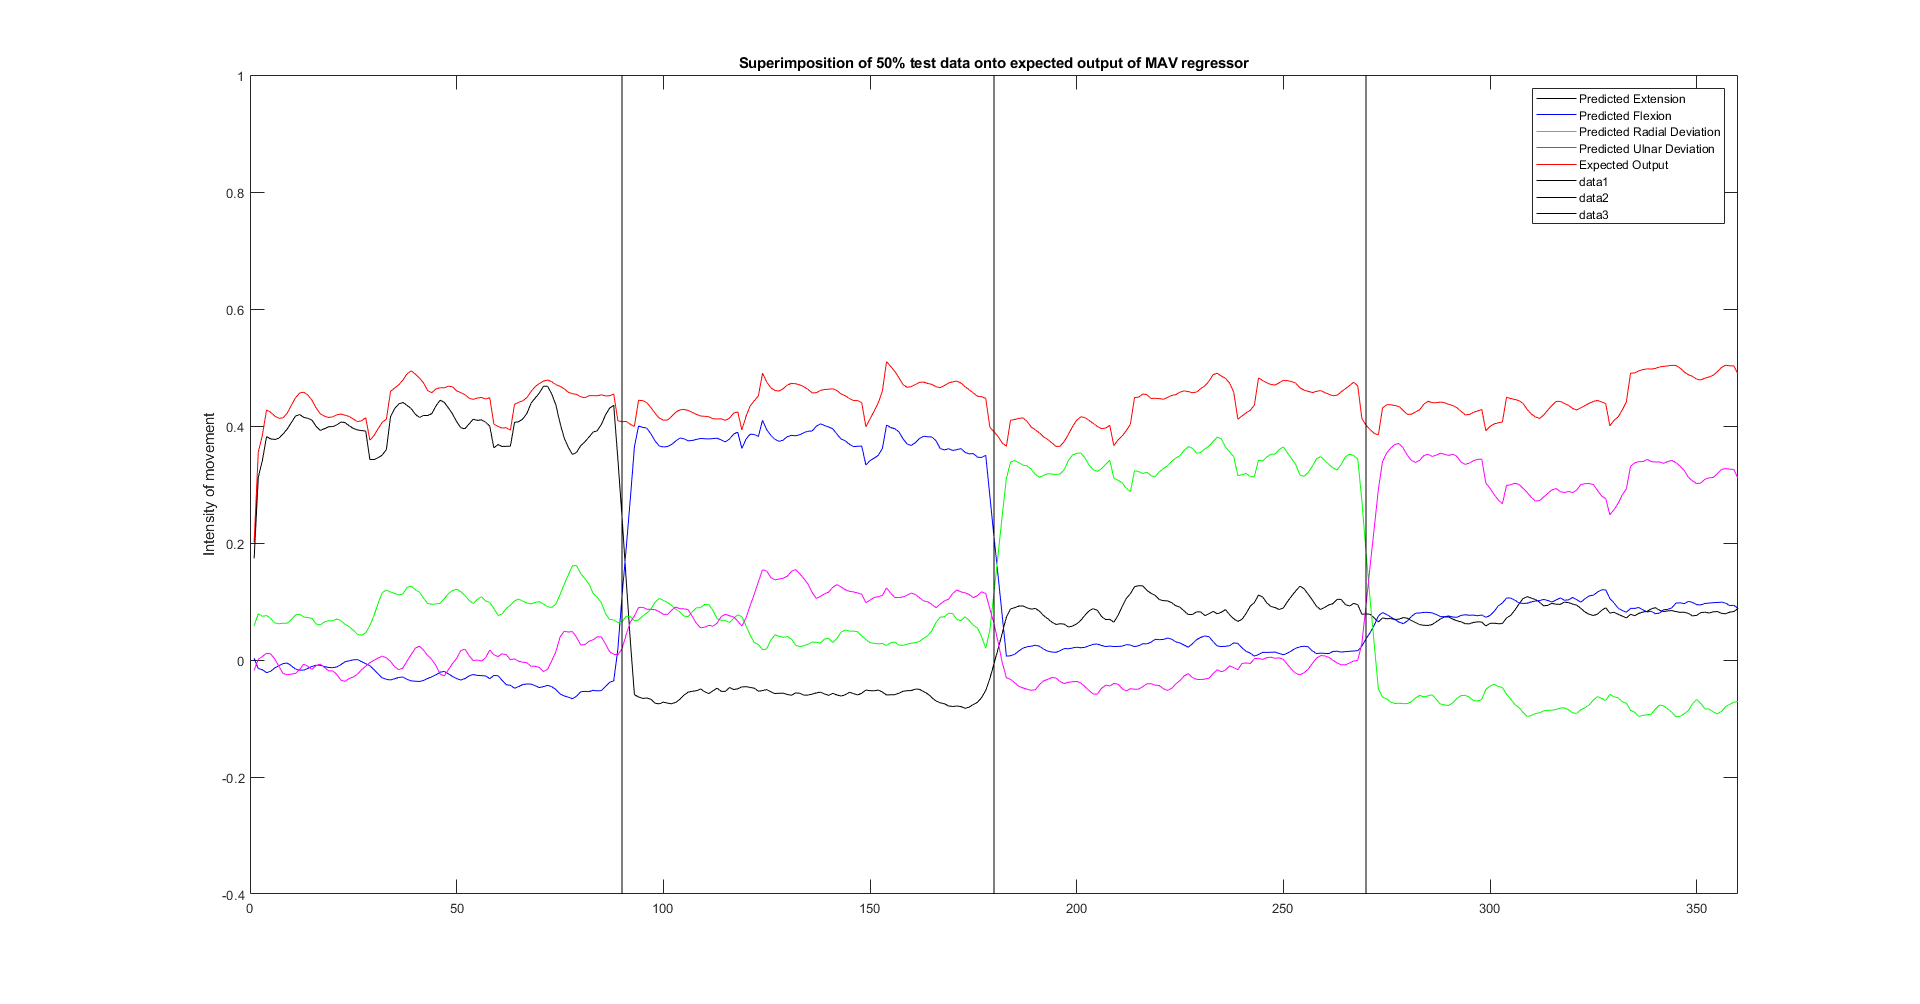 Superimposition of 50% test data onto expected output of MAV regressor
1
0.8
0.6
0.4
0.2
0
-0.2
-0.4
Intensity of movement
0 50 100 150 200 250 300 350
Predicted Extension
Predicted Flexion
Predicted Radial Deviation
Predicted Ulnar Deviation
Expected Output
data1
data2
data3